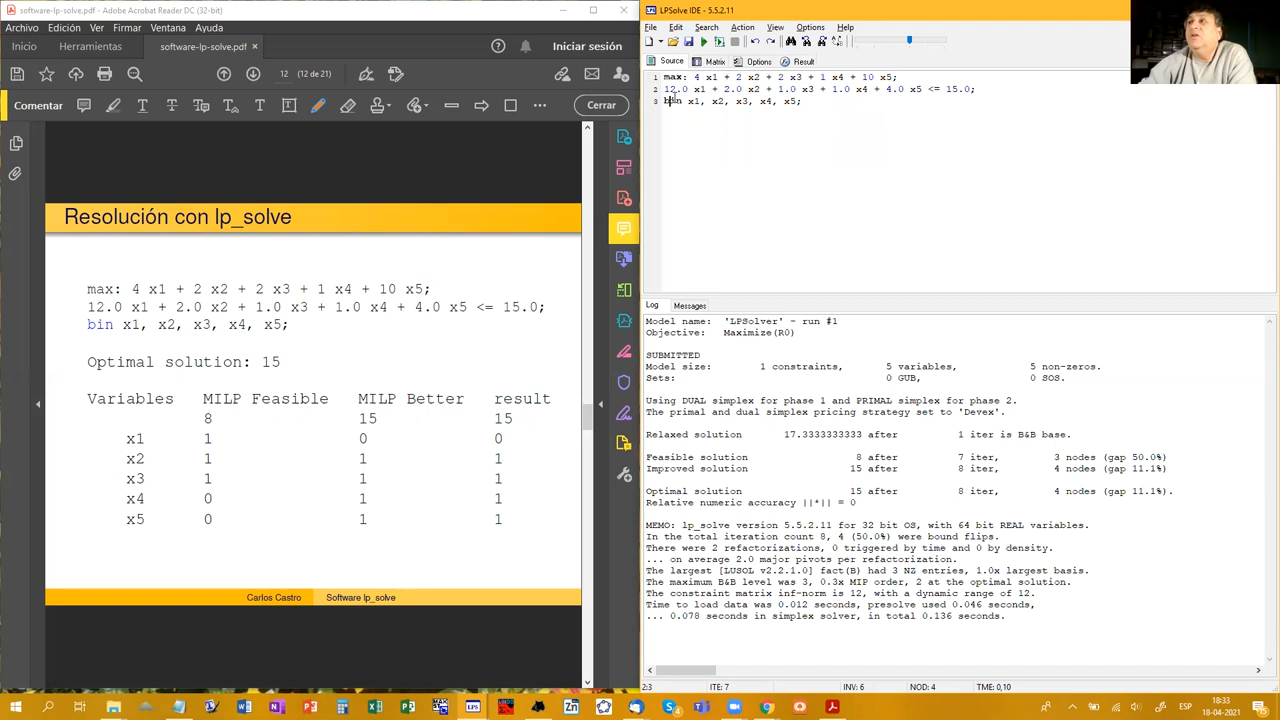 software-lp-solve.pdf - Adobe Acrobat Reader DC (32-bit)
Archivo Edición Ver Firmar Ventana Ayuda
Inicio Herramientas software-lp-solve.pdf × Iniciar sesión
12 (12 de 21)
Comentar Cerrar
Resolución con lp_solve
max: 4 x1 + 2 x2 + 2 x3 + 1 x4 + 10 x5;
12.0 x1 + 2.0 x2 + 1.0 x3 + 1.0 x4 + 4.0 x5 <= 15.0;
bin x1, x2, x3, x4, x5;
Optimal solution: 15
Variables MILP Feasible MILP Better result
8 15 15
x1 1 0 0
x2 1 1 1
x3 1 1 1
x4 0 1 1
x5 0 1 1
Carlos Castro Software lp_solve
LPSolve IDE - 5.5.2.11
File Edit Search Action View Options Help
Source Matrix Options Result
1 max: 4 x1 + 2 x2 + 2 x3 + 1 x4 + 10 x5;
2 12.0 x1 + 2.0 x2 + 1.0 x3 + 1.0 x4 + 4.0 x5 <= 15.0;
3 bin x1, x2, x3, x4, x5;
Log Messages
Model name: 'LPSolver' - run #1
Objective: Maximize(R0)
SUBMITTED
Model size: 1 constraints, 5 variables, 5 non-zeros.
Sets: 0 GUB, 0 SOS.
Using DUAL simplex for phase 1 and PRIMAL simplex for phase 2.
The primal and dual simplex pricing strategy set to 'Devex'.
Relaxed solution 17.3333333333 after 1 iter is B&B base.
Feasible solution 8 after 7 iter, 3 nodes (gap 50.0%)
Improved solution 15 after 8 iter, 4 nodes (gap 11.1%)
Optimal solution 15 after 8 iter, 4 nodes (gap 11.1%).
Relative numeric accuracy ||*|| = 0
MEMO: lp_solve version 5.5.2.11 for 32 bit OS, with 64 bit REAL variables.
In the total iteration count 8, 4 (50.0%) were bound flips.
There were 2 refactorizations, 0 triggered by time and 0 by density.
... on average 2.0 major pivots per refactorization.
The largest [LUSOL v2.2.1.0] fact(B) had 3 NZ entries, 1.0x largest basis.
The maximum B&B level was 3, 0.3x MIP order, 2 at the optimal solution.
The constraint matrix inf-norm is 12, with a dynamic range of 12.
Time to load data was 0.012 seconds, presolve used 0.046 seconds,
... 0.078 seconds in simplex solver, in total 0.136 seconds.
2:3 ITE: 7 INV: 6 NOD: 4 TME: 0,10
ESP 18:33
18-04-2021